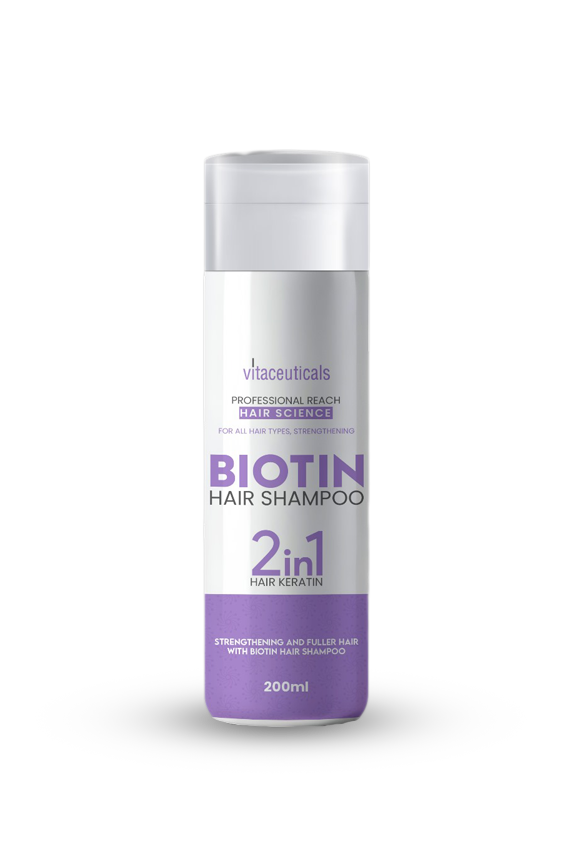 vitaceuticals
PROFESSIONAL REACH
HAIR SCIENCE
FOR ALL HAIR TYPES, STRENGTHENING
BIOTIN
HAIR SHAMPOO
2in1
HAIR KERATIN
STRENGTHENING AND FULLER HAIR
WITH BIOTIN HAIR SHAMPOO
200ml